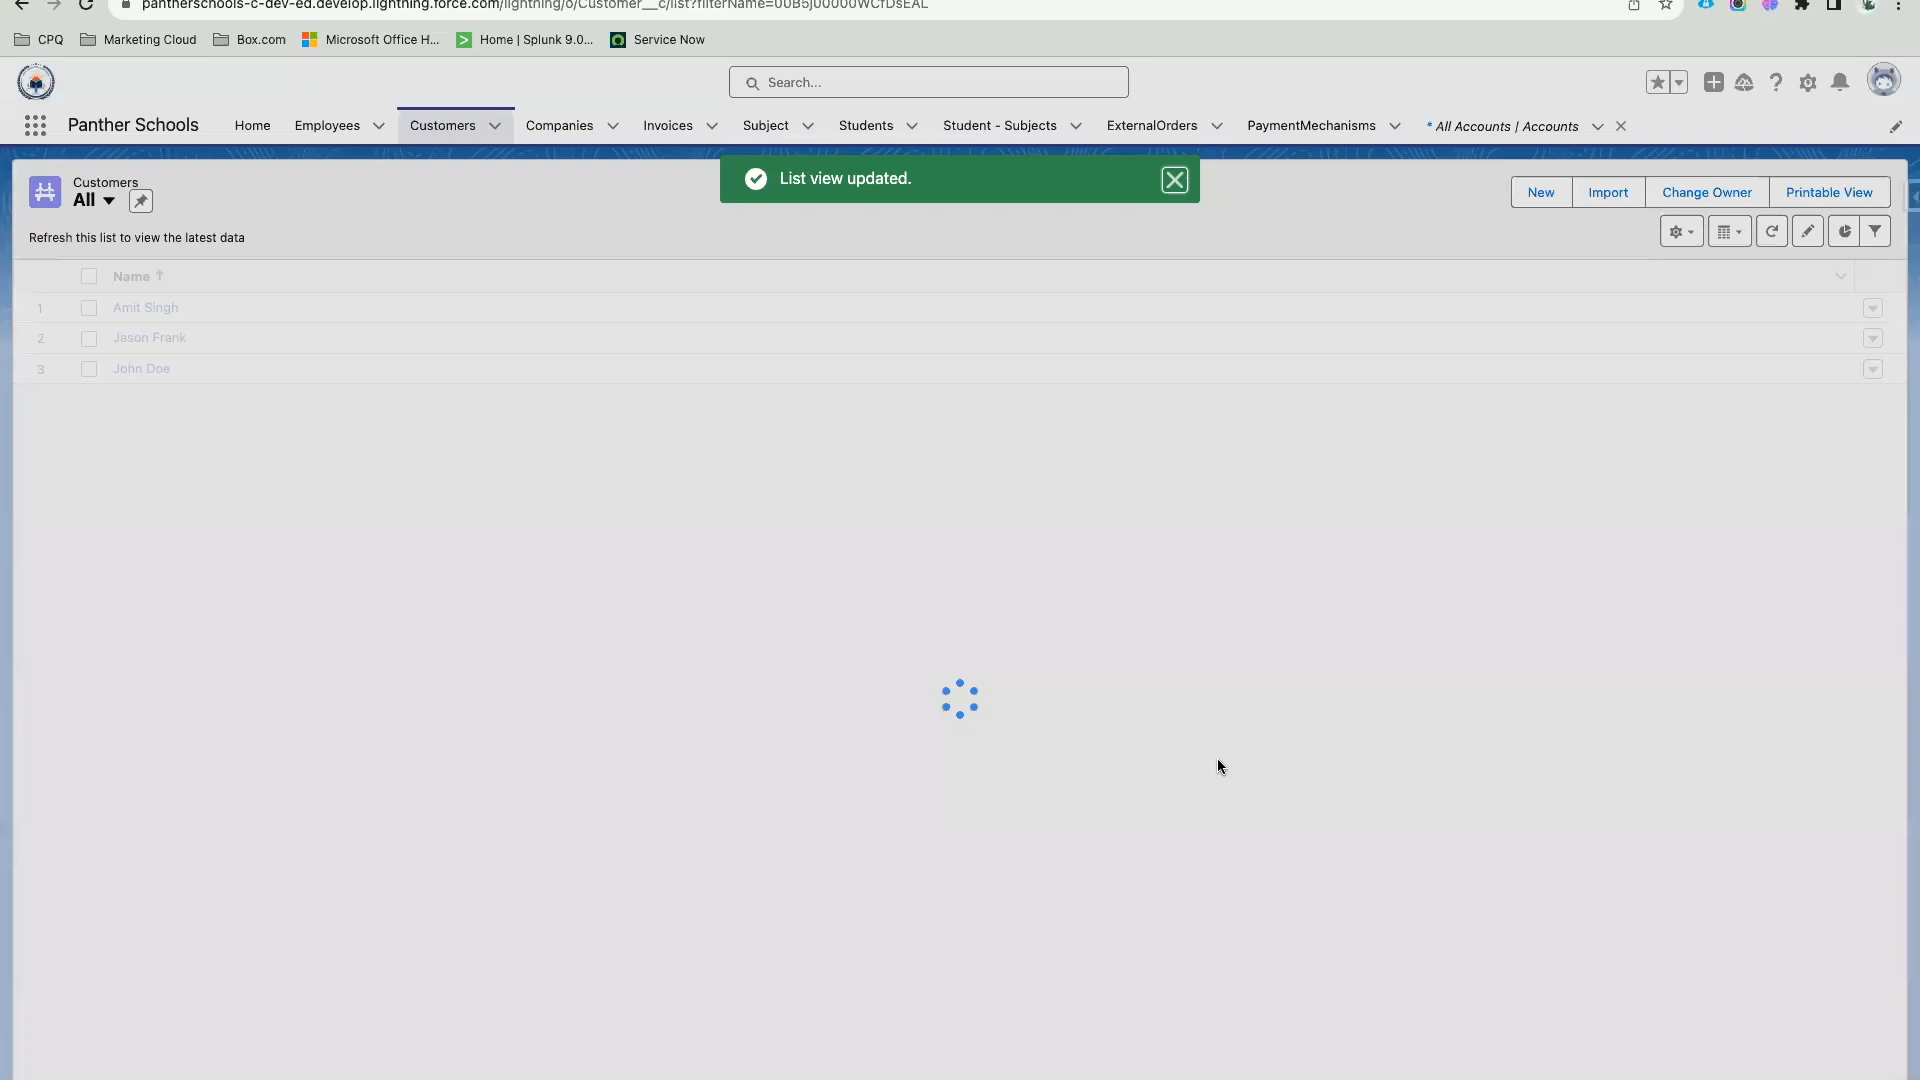 pantherschools-c-dev-ed.develop.lightning.force.com/lightning/o/Customer__c/list?filterName=00B5j00000WCfDsEAL
CPQ Marketing Cloud Box.com Microsoft Office H... Home | Splunk 9.0... Service Now
Search...
Panther Schools Home Employees Customers Companies Invoices Subject Students Student - Subjects ExternalOrders PaymentMechanisms * All Accounts | Accounts
List view updated.
Customers
All
New Import Change Owner Printable View
Refresh this list to view the latest data
Name
1 Amit Singh
2 Jason Frank
3 John Doe